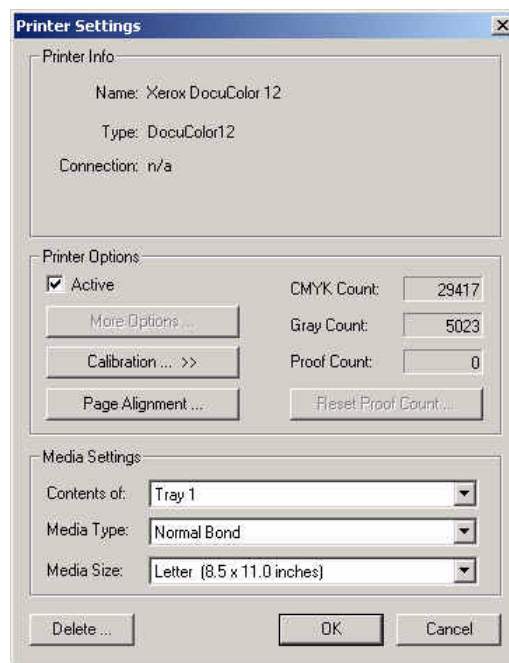 Printer Settings
Printer Info
Name: Xerox DocuColor 12
Type: DocuColor12
Connection: n/a
Printer Options
Active
CMYK Count: 29417
More Options ...
Gray Count: 5023
Calibration ... >>
Proof Count: 0
Page Alignment ...
Reset Proof Count ...
Media Settings
Contents of: Tray 1
Media Type: Normal Bond
Media Size: Letter (8.5 x 11.0 inches)
Delete ...
OK
Cancel